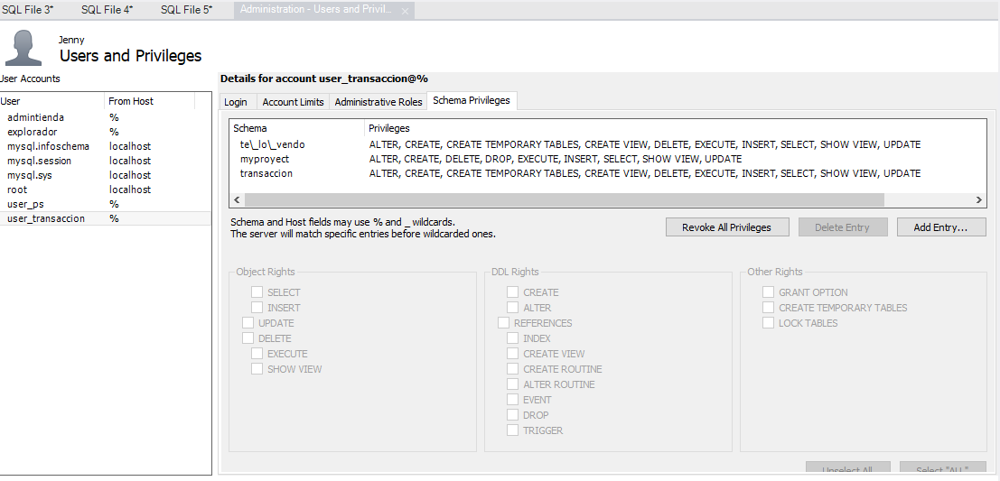 SQL File 3*
SQL File 4*
SQL File 5*
Administration - Users and Privil...
Jenny
Users and Privileges
User Accounts
User From Host
admintienda %
explorador %
mysql.infoschema localhost
mysql.session localhost
mysql.sys localhost
root localhost
user_ps %
user_transaccion %
Details for account user_transaccion@%
Login Account Limits Administrative Roles Schema Privileges
Schema Privileges
te\_lo\_vendo ALTER, CREATE, CREATE TEMPORARY TABLES, CREATE VIEW, DELETE, EXECUTE, INSERT, SELECT, SHOW VIEW, UPDATE
myproyect ALTER, CREATE, DELETE, DROP, EXECUTE, INSERT, SELECT, SHOW VIEW, UPDATE
transaccion ALTER, CREATE, CREATE TEMPORARY TABLES, CREATE VIEW, DELETE, EXECUTE, INSERT, SELECT, SHOW VIEW, UPDATE
Schema and Host fields may use % and _ wildcards.
The server will match specific entries before wildcarded ones.
Revoke All Privileges
Delete Entry
Add Entry...
Object Rights
SELECT
INSERT
UPDATE
DELETE
EXECUTE
SHOW VIEW
DDL Rights
CREATE
ALTER
REFERENCES
INDEX
CREATE VIEW
CREATE ROUTINE
ALTER ROUTINE
EVENT
DROP
TRIGGER
Other Rights
GRANT OPTION
CREATE TEMPORARY TABLES
LOCK TABLES
Unselect All
Select "ALL"